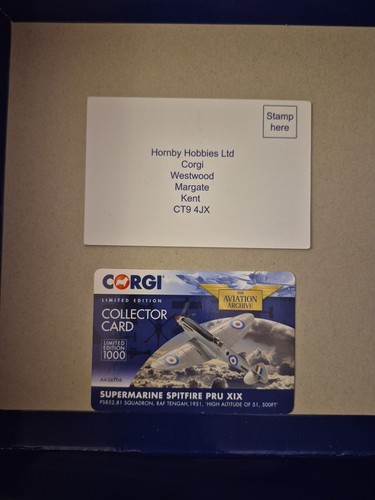 Stamp
here
Hornby Hobbies Ltd
Corgi
Westwood
Margate
Kent
CT9 4JX
CORGI
LIMITED EDITION
COLLECTOR
CARD
LIMITED
EDITION
1000
THE
AVIATION
ARCHIVE
SUPERMARINE SPITFIRE PRU XIX
PS852,81 SQUADRON, RAF TENGAH,1951, 'HIGH ALTITUDE OF 51, 500FT'